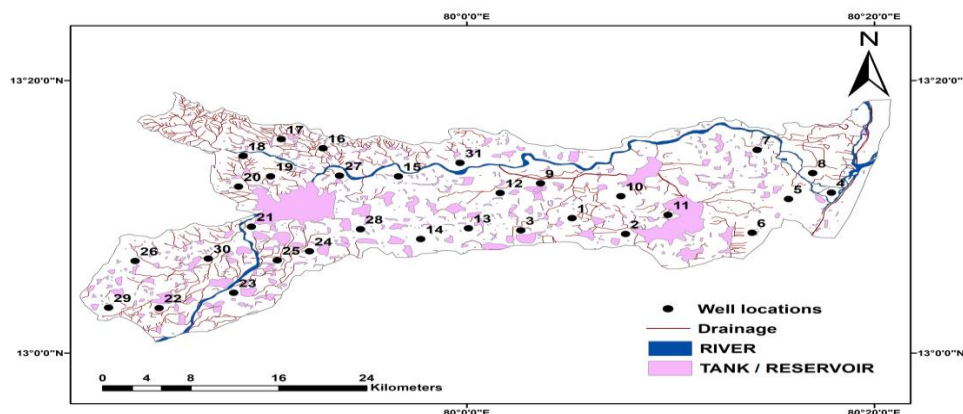 80°0'0"E 80°20'0"E
N
13°20'0"N 13°20'0"N
17
16
18
31
7
19
27
15
8
20
12
9
10
4
5
21
28
13
3
1
2
11
6
14
24
26
30
25
23
29
22
Well locations
Drainage
RIVER
TANK / RESERVOIR
13°0'0"N 13°0'0"N
0 4 8 16 24
Kilometers
80°0'0"E 80°20'0"E